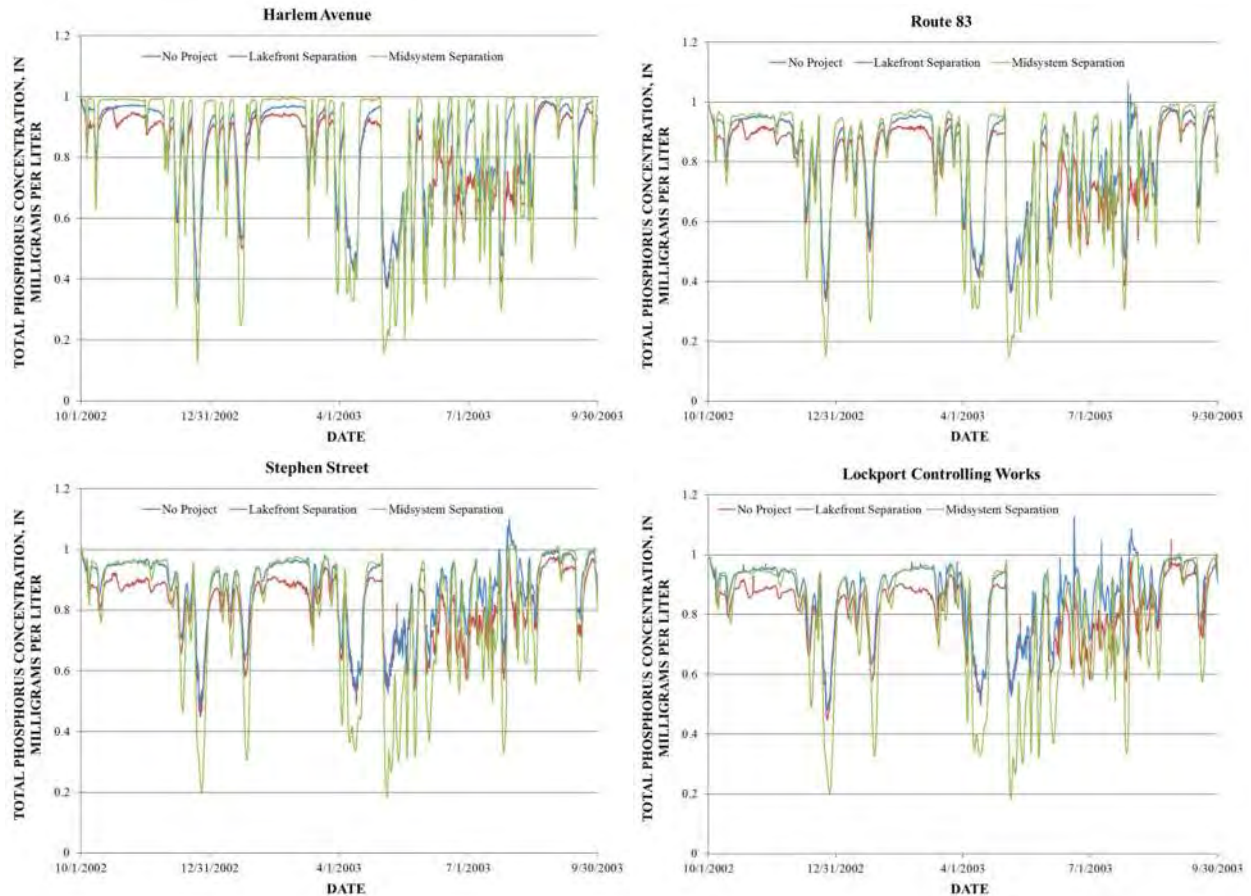 Harlem Avenue
TOTAL PHOSPHORUS CONCENTRATION, IN
MILLIGRAMS PER LITER
1.2
1
0.8
0.6
0.4
0.2
0
No Project Lakefront Separation Midsystem Separation
10/1/2002 12/31/2002 4/1/2003 7/1/2003 9/30/2003
DATE
Route 83
TOTAL PHOSPHORUS CONCENTRATION, IN
MILLIGRAMS PER LITER
1.2
1
0.8
0.6
0.4
0.2
0
No Project Lakefront Separation Midsystem Separation
10/1/2002 12/31/2002 4/1/2003 7/1/2003 9/30/2003
DATE
Stephen Street
TOTAL PHOSPHORUS CONCENTRATION, IN
MILLIGRAMS PER LITER
1.2
1
0.8
0.6
0.4
0.2
0
No Project Lakefront Separation Midsystem Separation
10/1/2002 12/31/2002 4/1/2003 7/1/2003 9/30/2003
DATE
Lockport Controlling Works
TOTAL PHOSPHORUS CONCENTRATION, IN
MILLIGRAMS PER LITER
1.2
1
0.8
0.6
0.4
0.2
0
No Project Lakefront Separation Midsystem Separation
10/1/2002 12/31/2002 4/1/2003 7/1/2003 9/30/2003
DATE